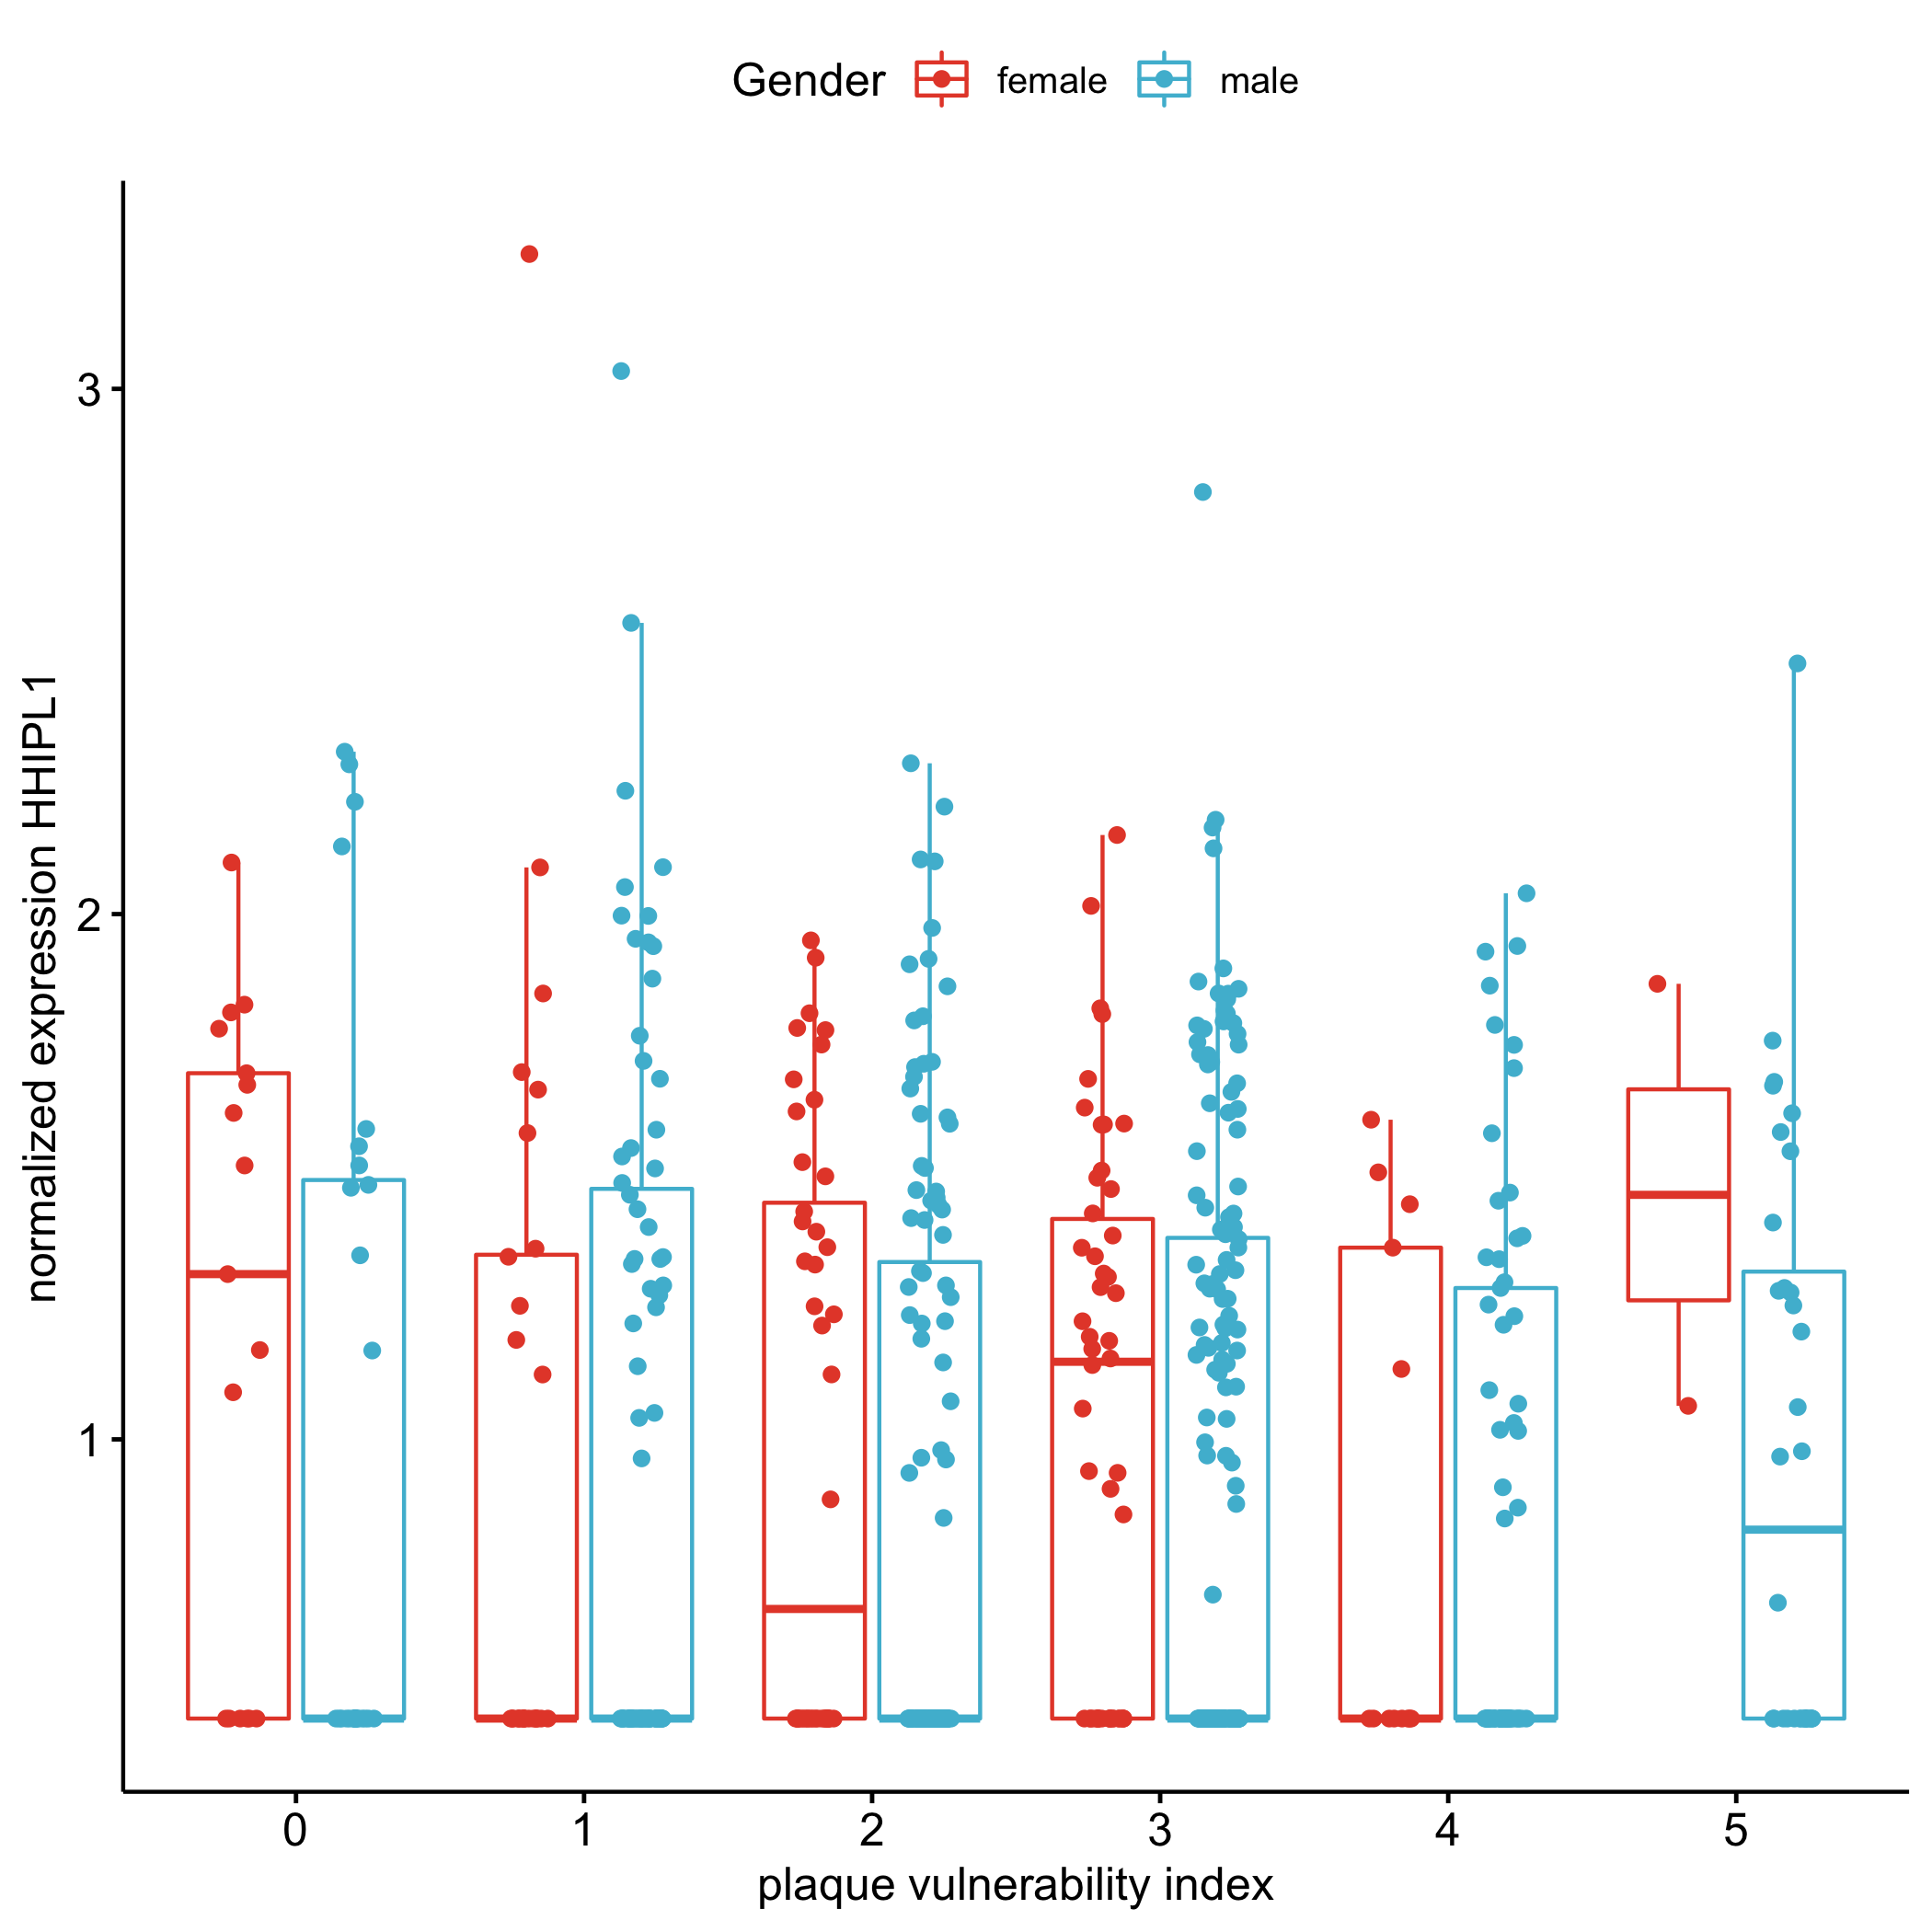 Gender female male
normalized expression HHIPL1
3
2
1
0 1 2 3 4 5
plaque vulnerability index